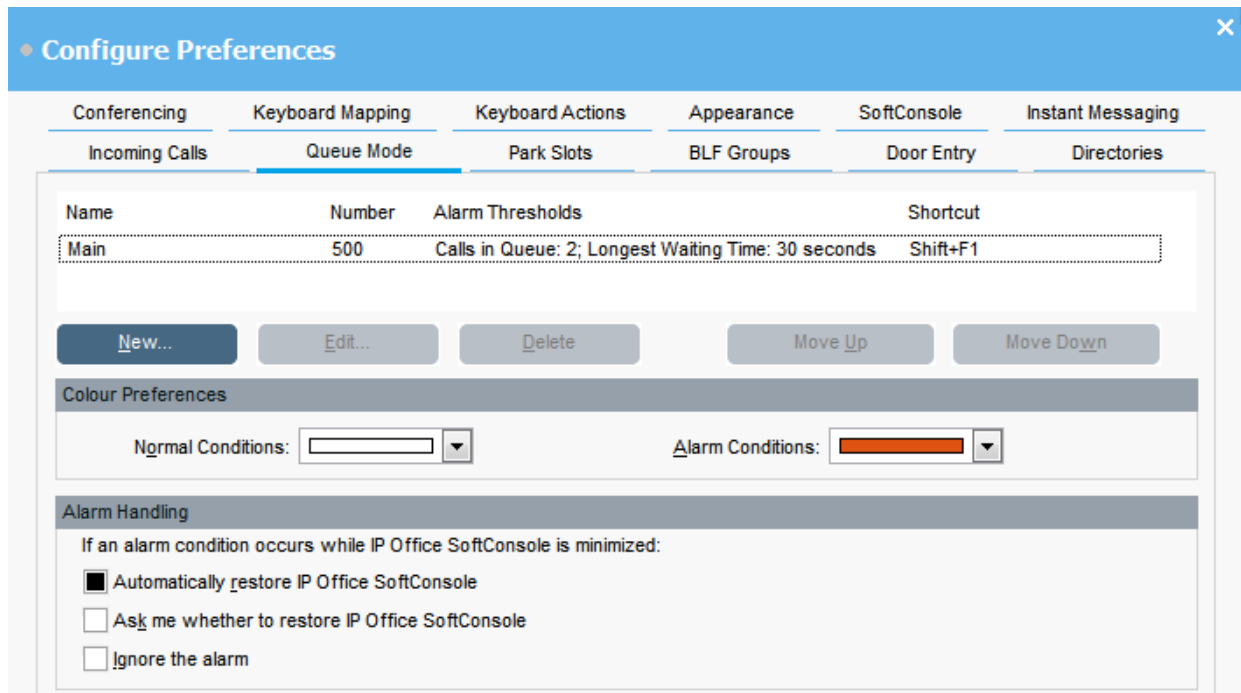 Configure Preferences
Conferencing Keyboard Mapping Keyboard Actions Appearance SoftConsole Instant Messaging
Incoming Calls Queue Mode Park Slots BLF Groups Door Entry Directories
Name Number Alarm Thresholds Shortcut
Main 500 Calls in Queue: 2; Longest Waiting Time: 30 seconds Shift+F1
New... Edit... Delete Move Up Move Down
Colour Preferences
Normal Conditions: Alarm Conditions:
Alarm Handling
If an alarm condition occurs while IP Office SoftConsole is minimized:
Automatically restore IP Office SoftConsole
Ask me whether to restore IP Office SoftConsole
Ignore the alarm